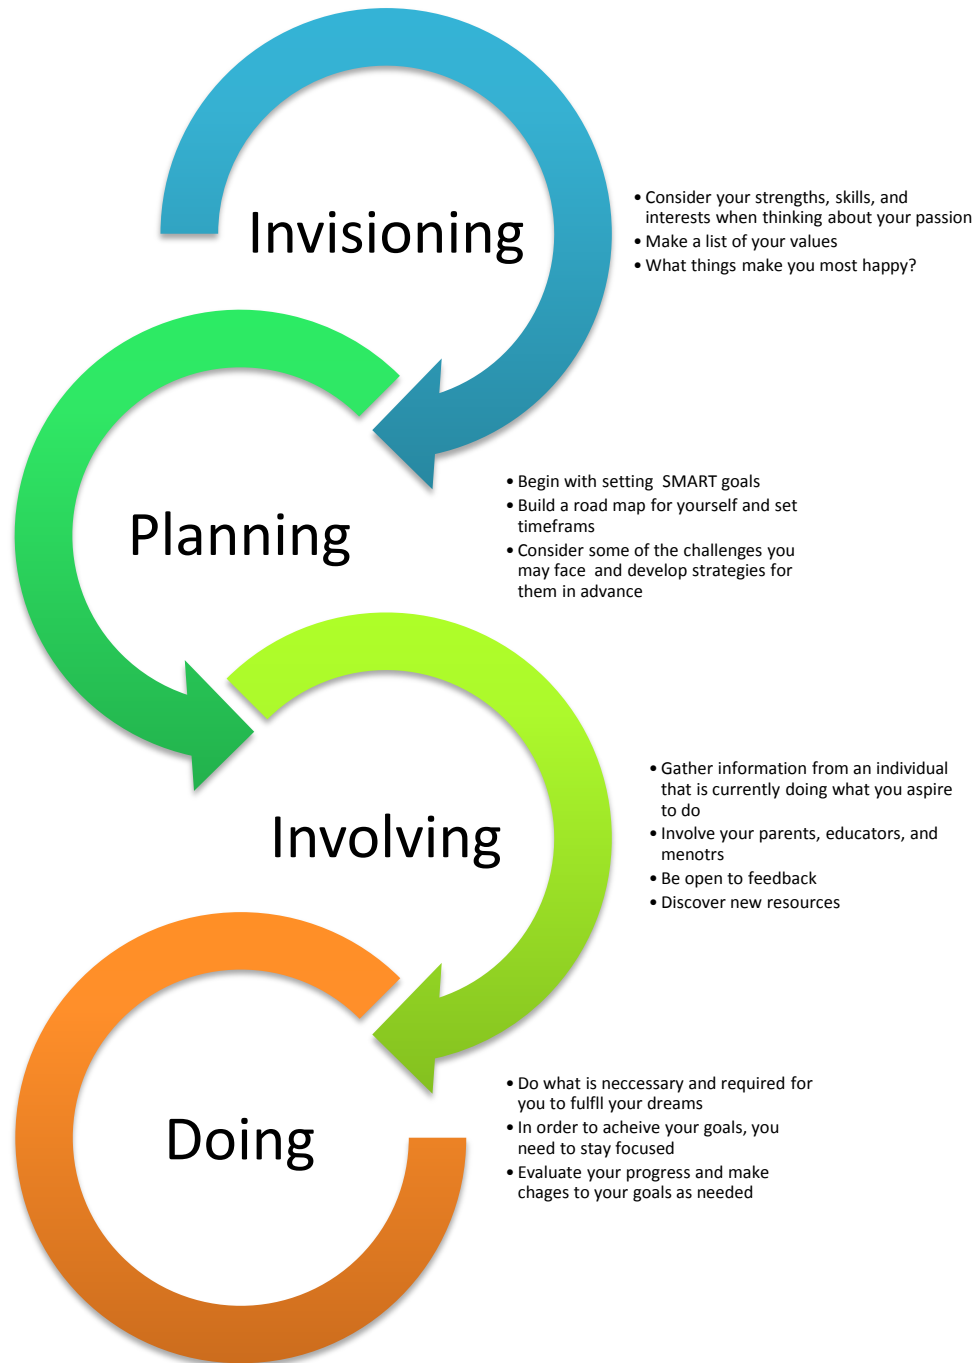 Invisioning
• Consider your strengths, skills, and
interests when thinking about your passion
• Make a list of your values
• What things make you most happy?
Planning
• Begin with setting  SMART goals
• Build a road map for yourself and set
timeframs
• Consider some of the challenges you
may face  and develop strategies for
them in advance
Involving
• Gather information from an individual
that is currently doing what you aspire
to do
• Involve your parents, educators, and
menotrs
• Be open to feedback
• Discover new resources
Doing
• Do what is neccessary and required for
you to fulfll your dreams
• In order to acheive your goals, you
need to stay focused
• Evaluate your progress and make
chages to your goals as needed